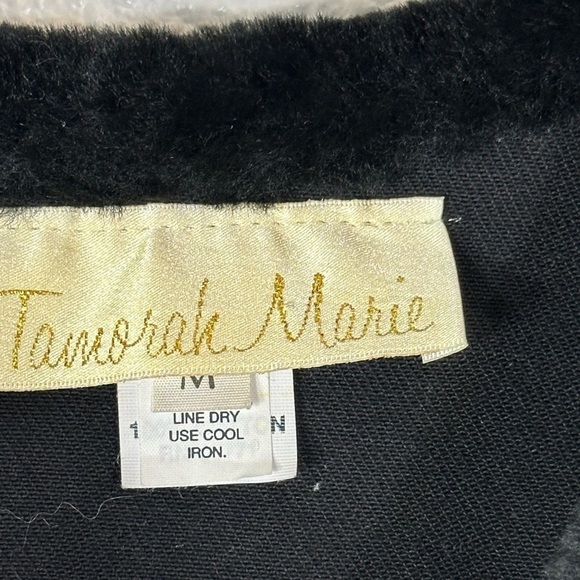 Tamorah Marie
M
LINE DRY
USE COOL
IRON.